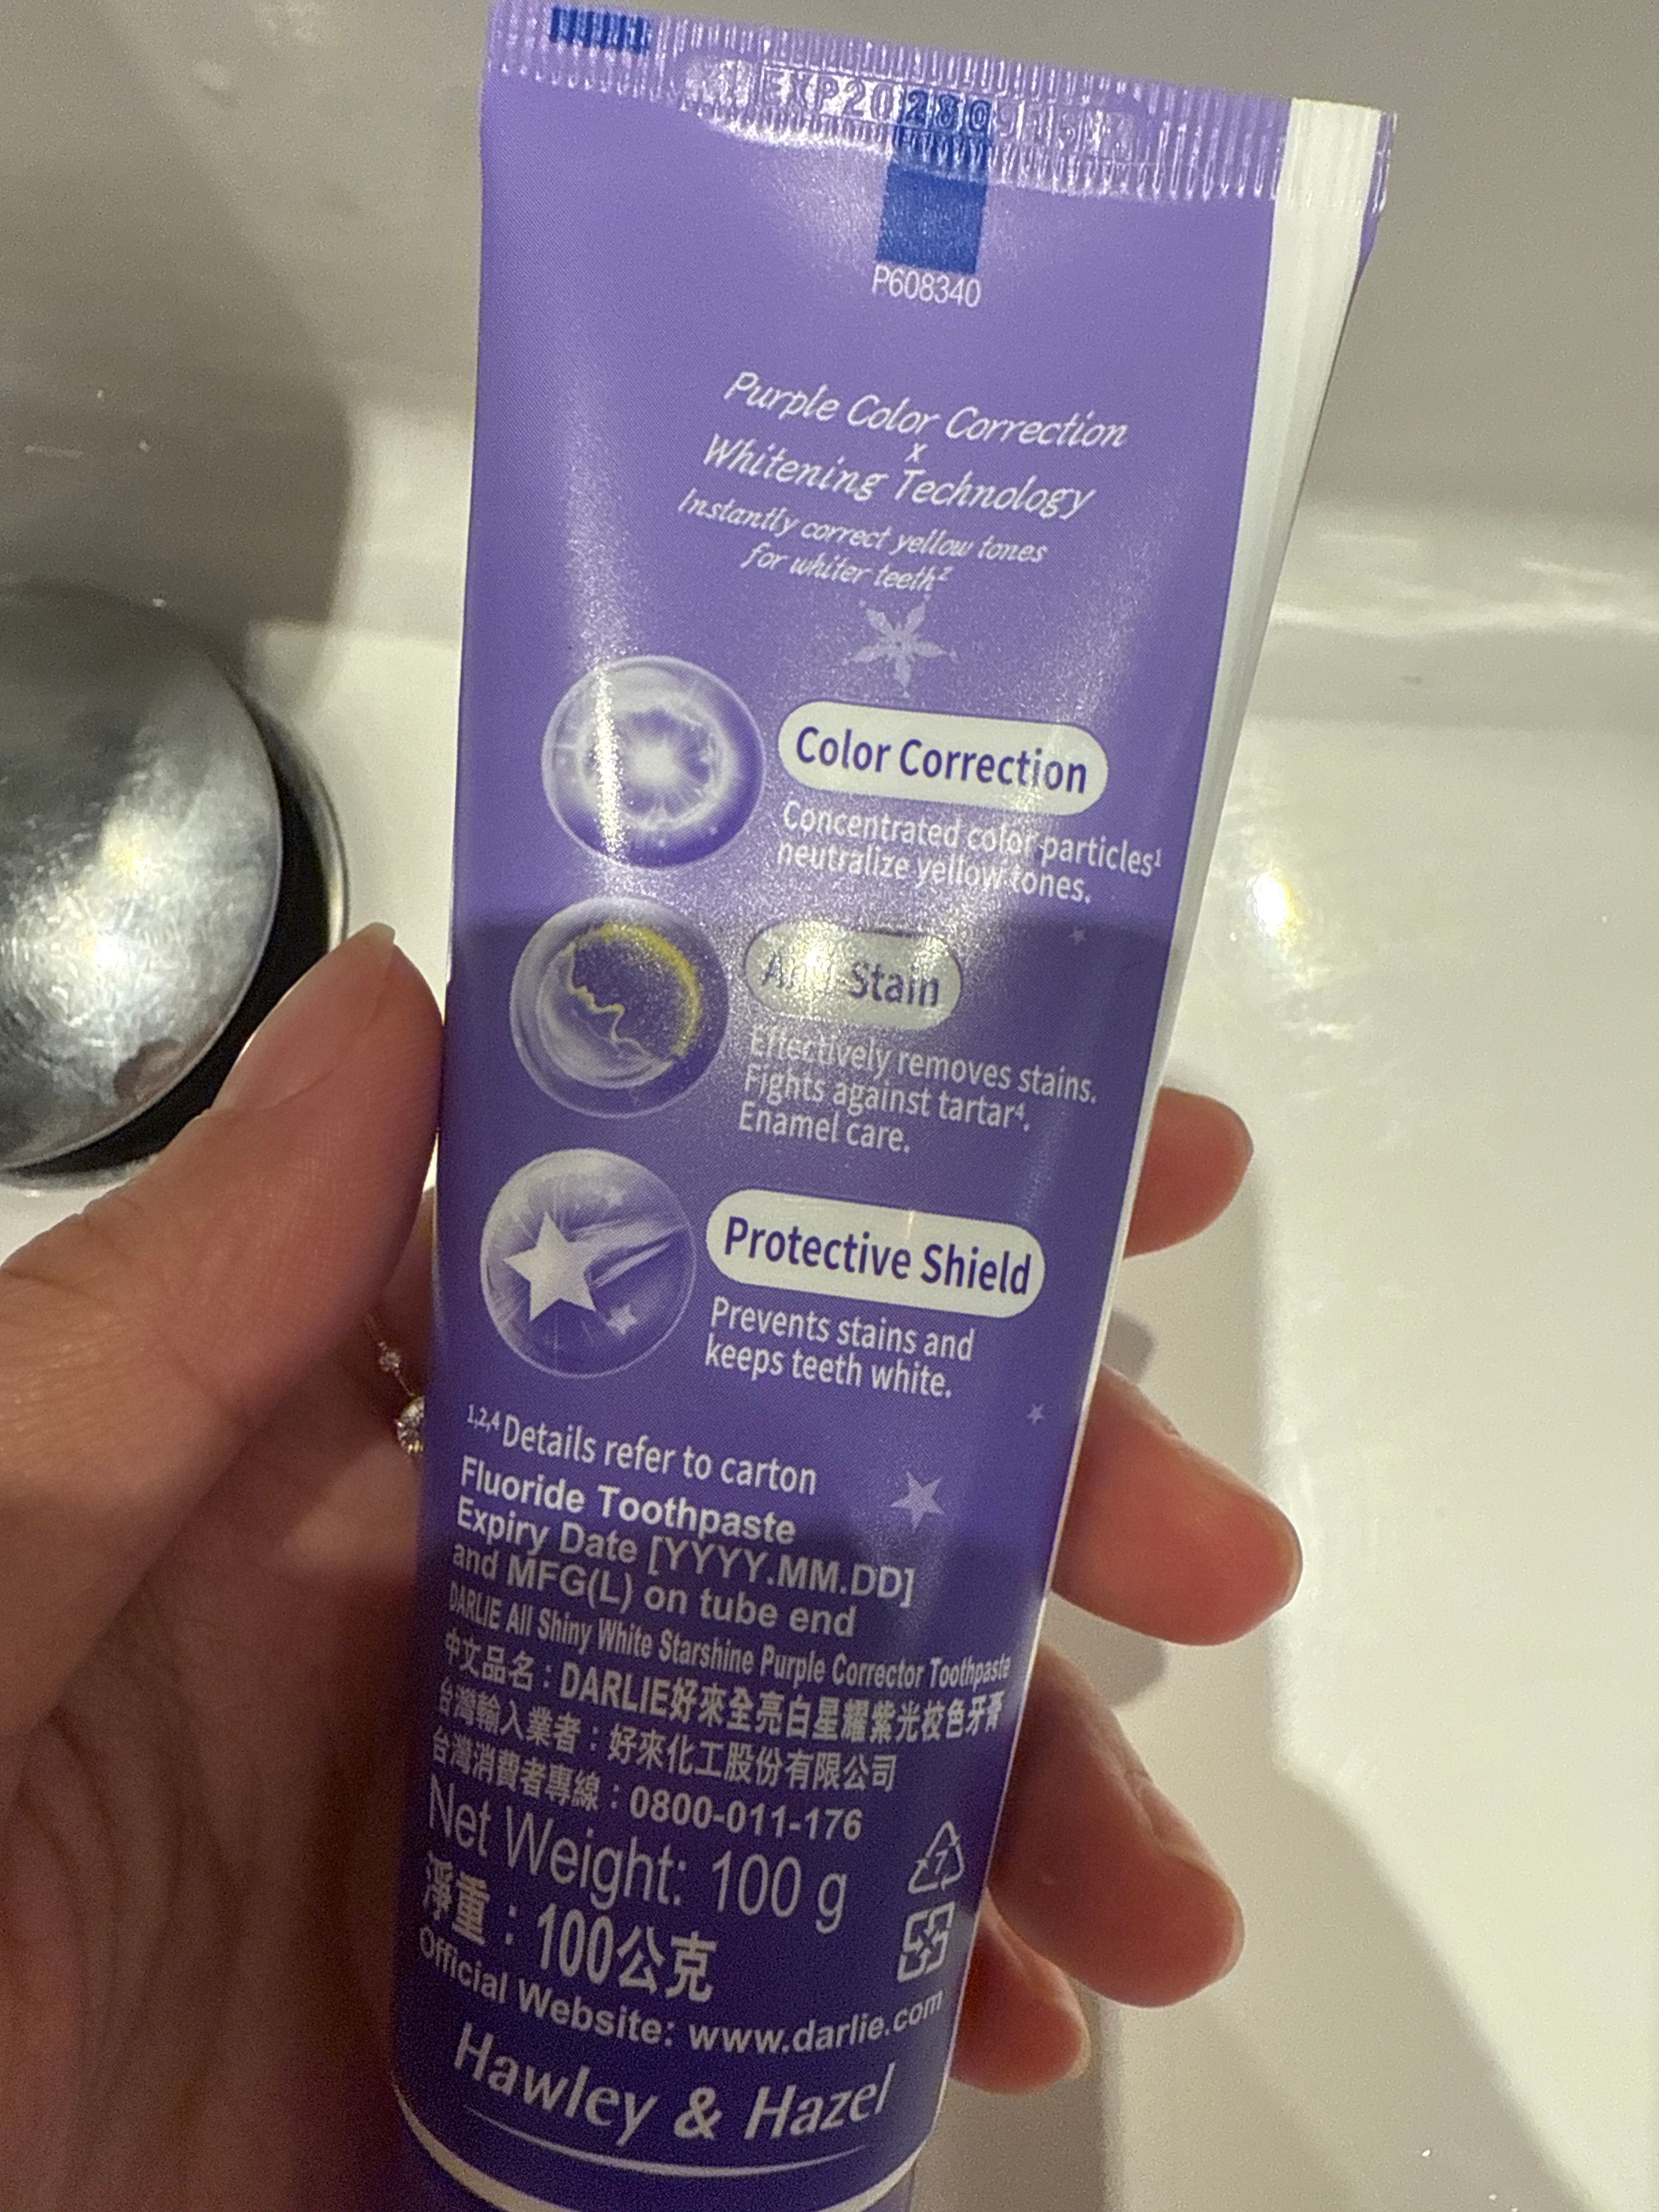 P608340
Purple Color Correction
x
Whitening Technology
Instantly correct yellow tones
for whiter teeth²
Color Correction
Concentrated color particles¹
neutralize yellow tones.
Anti-Stain
Effectively removes stains.
Fights against tartar⁴.
Enamel care.
Protective Shield
Prevents stains and
keeps teeth white.
¹,²,⁴ Details refer to carton
Fluoride Toothpaste
Expiry Date [YYYY.MM.DD]
and MFG(L) on tube end
DARLIE All Shiny White Starshine Purple Corrector Toothpaste
中文品名：DARLIE好來全亮白星耀紫光校色牙膏
台灣輸入業者：好來化工股份有限公司
台灣消費者專線：0800-011-176
Net Weight: 100 g
7
淨重：100公克
Official Website: www.darlie.com
Hawley & Hazel